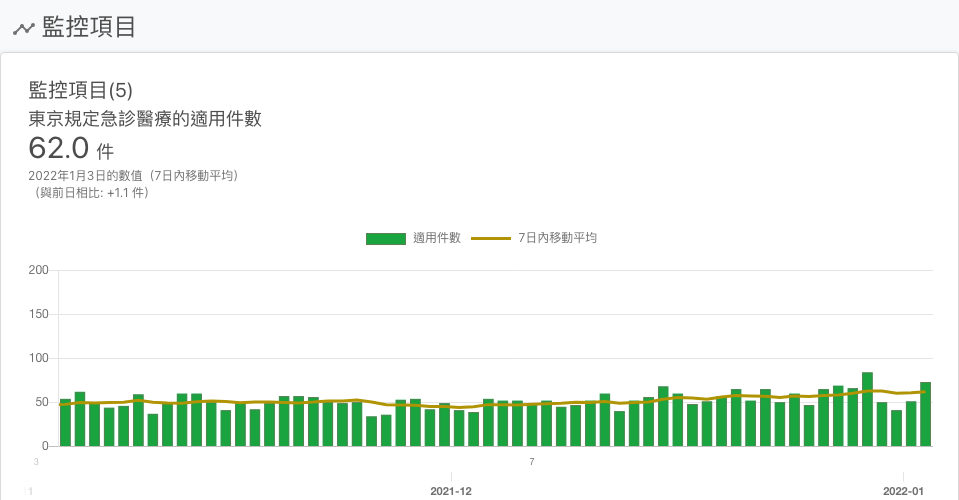 監控項目
監控項目(5)
東京規定急診醫療的適用件數
62.0 件
2022年1月3日的數值（7日內移動平均）
（與前日相比: +1.1 件）
適用件數 7日內移動平均
200
150
100
50
0
3 7
1 2021-12 2022-01